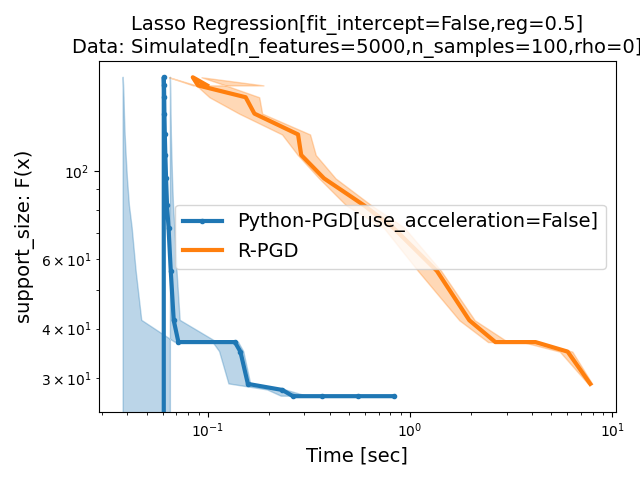 Lasso Regression[fit_intercept=False,reg=0.5]
Data: Simulated[n_features=5000,n_samples=100,rho=0]
support_size: F(x)
10²
6 × 10¹
4 × 10¹
3 × 10¹
Python-PGD[use_acceleration=False]
R-PGD
10⁻¹
10⁰
10¹
Time [sec]